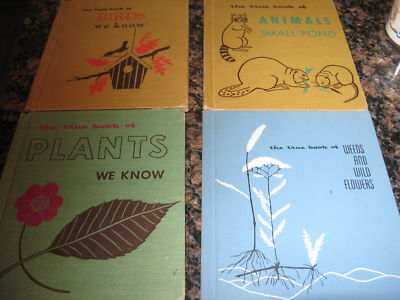 the true book of
BIRDS
we know
the true book of
ANIMALS
SMALL POND
the true book of
PLANTS
WE KNOW
the true book of
WEEDS
AND
WILD
FLOWERS